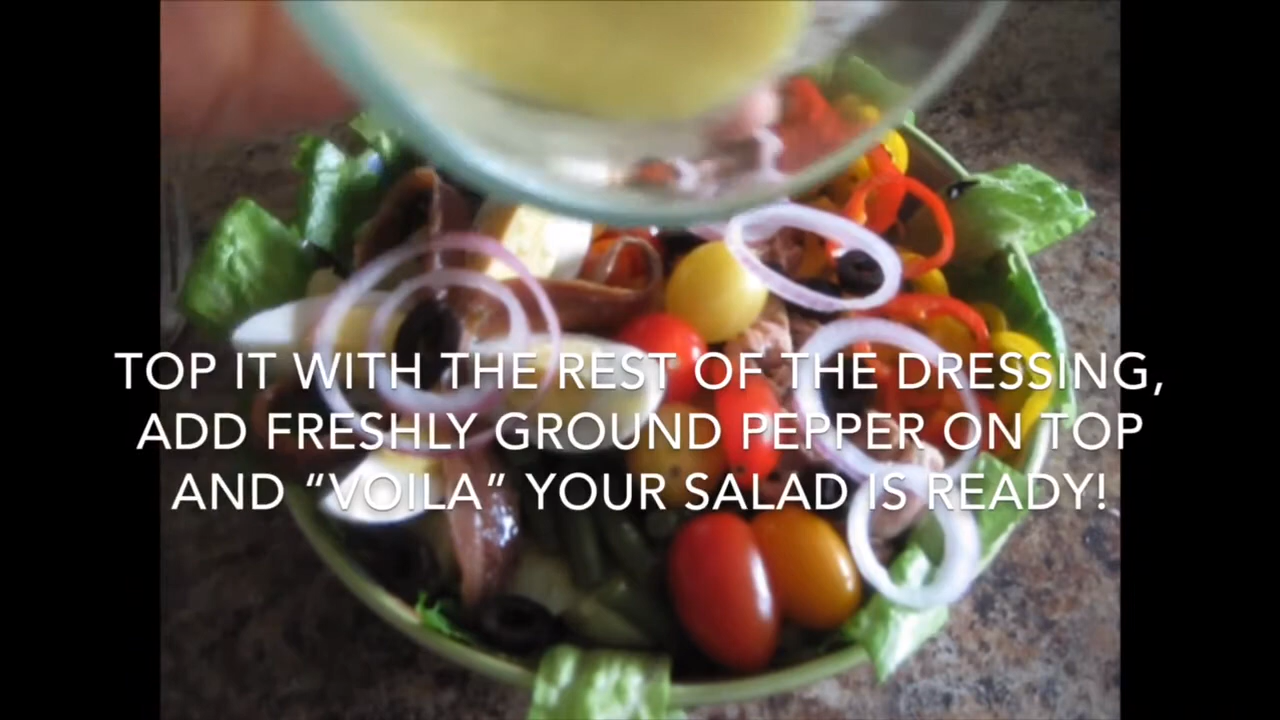 TOP IT WITH THE REST OF THE DRESSING,
ADD FRESHLY GROUND PEPPER ON TOP
AND “VOILA” YOUR SALAD IS READY!